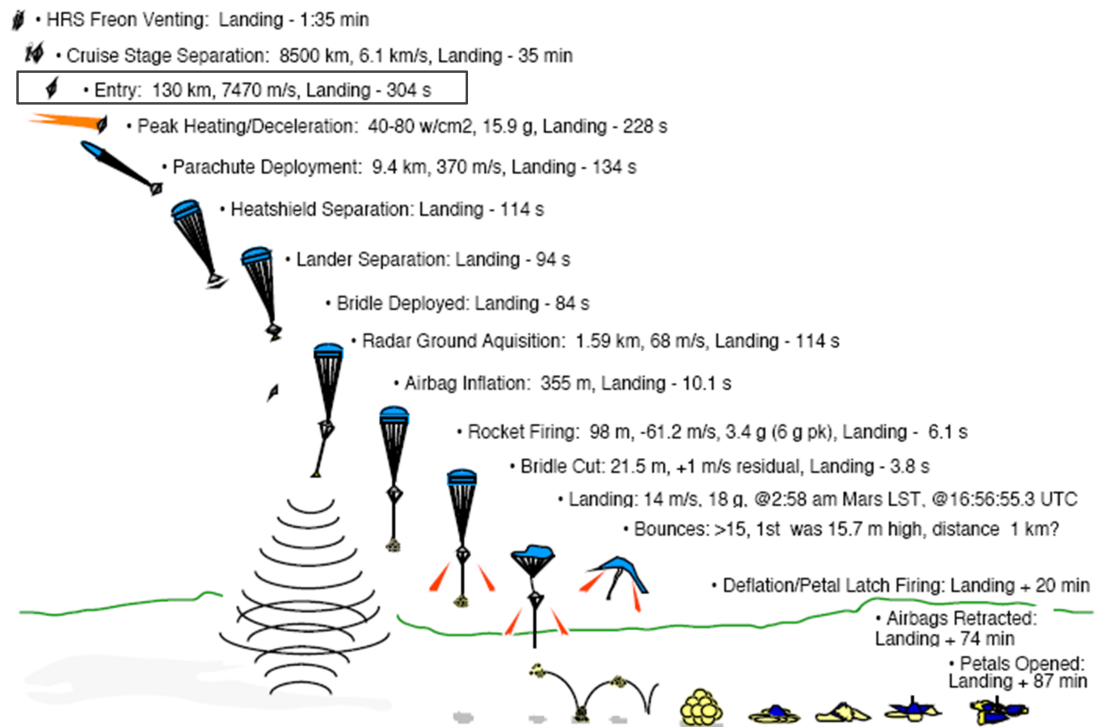 • HRS Freon Venting: Landing - 1:35 min
• Cruise Stage Separation: 8500 km, 6.1 km/s, Landing - 35 min
• Entry: 130 km, 7470 m/s, Landing - 304 s
• Peak Heating/Deceleration: 40-80 w/cm2, 15.9 g, Landing - 228 s
• Parachute Deployment: 9.4 km, 370 m/s, Landing - 134 s
• Heatshield Separation: Landing - 114 s
• Lander Separation: Landing - 94 s
• Bridle Deployed: Landing - 84 s
• Radar Ground Aquisition: 1.59 km, 68 m/s, Landing - 114 s
• Airbag Inflation: 355 m, Landing - 10.1 s
• Rocket Firing: 98 m, -61.2 m/s, 3.4 g (6 g pk), Landing - 6.1 s
• Bridle Cut: 21.5 m, +1 m/s residual, Landing - 3.8 s
• Landing: 14 m/s, 18 g, @2:58 am Mars LST, @16:56:55.3 UTC
• Bounces: >15, 1st was 15.7 m high, distance 1 km?
• Deflation/Petal Latch Firing: Landing + 20 min
• Airbags Retracted:
Landing + 74 min
• Petals Opened:
Landing + 87 min